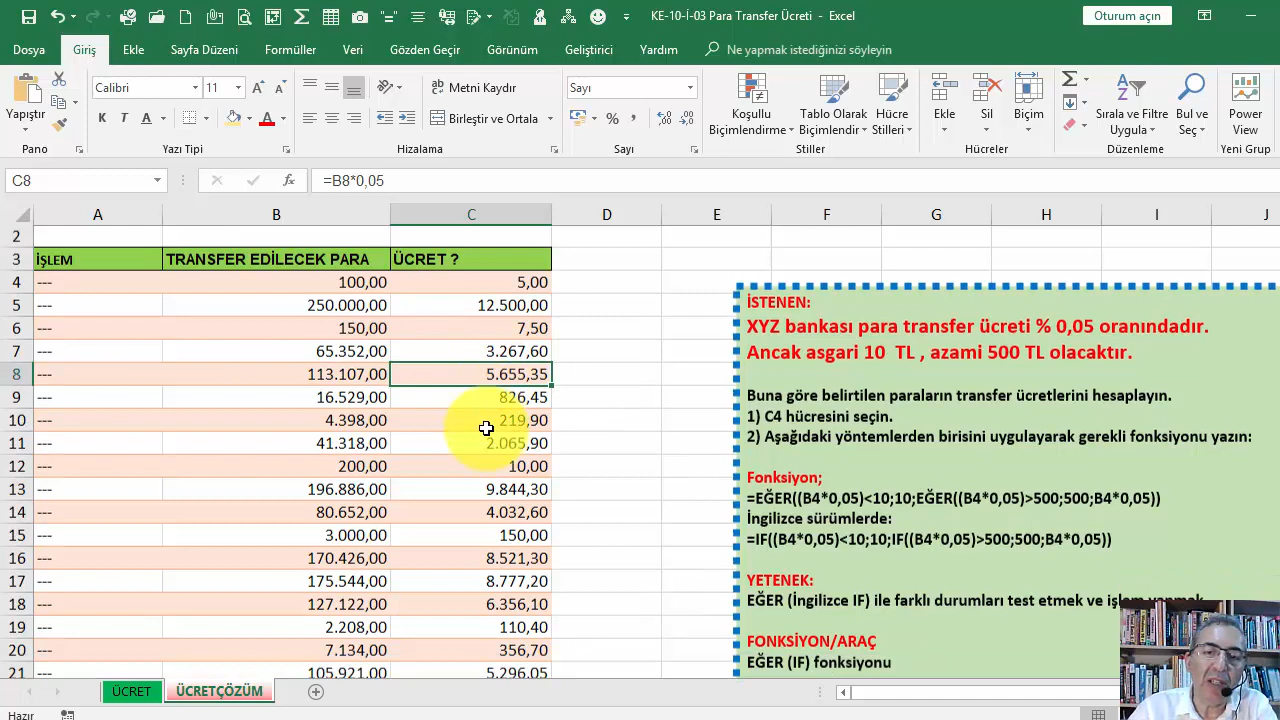 KE-10-İ-03 Para Transfer Ücreti - Excel
Oturum açın
Dosya Giriş Ekle Sayfa Düzeni Formüller Veri Gözden Geçir Görünüm Geliştirici Yardım Ne yapmak istediğinizi söyleyin
Yapıştır
Calibri 11
K T A
Metni Kaydır
Birleştir ve Ortala
Sayı
Koşullu Biçimlendirme
Tablo Olarak Biçimlendir
Hücre Stilleri
Ekle
Sil
Biçim
Sırala ve Filtre Uygula
Bul ve Seç
Power View
Pano Yazı Tipi Hizalama Sayı Stiller Hücreler Düzenleme Yeni Grup
C8 fx =B8*0,05
A B C D E F G H I J
2
3 İŞLEM TRANSFER EDİLECEK PARA ÜCRET ?
4 --- 100,00 5,00
5 --- 250.000,00 12.500,00
6 --- 150,00 7,50
7 --- 65.352,00 3.267,60
8 --- 113.107,00 5.655,35
9 --- 16.529,00 826,45
10 --- 4.398,00 219,90
11 --- 41.318,00 2.065,90
12 --- 200,00 10,00
13 --- 196.886,00 9.844,30
14 --- 80.652,00 4.032,60
15 --- 3.000,00 150,00
16 --- 170.426,00 8.521,30
17 --- 175.544,00 8.777,20
18 --- 127.122,00 6.356,10
19 --- 2.208,00 110,40
20 --- 7.134,00 356,70
21 --- 105.921,00 5.296,05
İSTENEN:
XYZ bankası para transfer ücreti % 0,05 oranındadır.
Ancak asgari 10 TL , azami 500 TL olacaktır.
Buna göre belirtilen paraların transfer ücretlerini hesaplayın.
1) C4 hücresini seçin.
2) Aşağıdaki yöntemlerden birisini uygulayarak gerekli fonksiyonu yazın:
Fonksiyon;
=EĞER((B4*0,05)<10;10;EĞER((B4*0,05)>500;500;B4*0,05))
İngilizce sürümlerde:
=IF((B4*0,05)<10;10;IF((B4*0,05)>500;500;B4*0,05))
YETENEK:
EĞER (İngilizce IF) ile farklı durumları test etmek ve işlem yapmak
FONKSİYON/ARAÇ
EĞER (IF) fonksiyonu
ÜCRET ÜCRETÇÖZÜM
Hazır